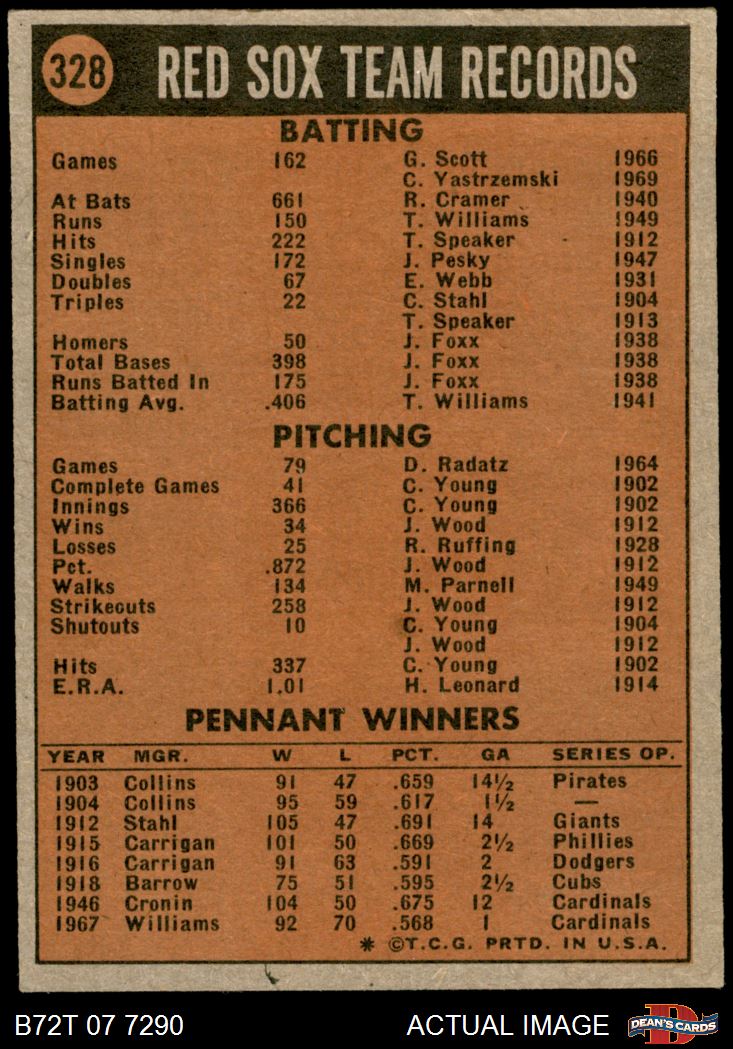 328 RED SOX TEAM RECORDS
BATTING
Games 162 G. Scott 1966
C. Yastrzemski 1969
At Bats 661 R. Cramer 1940
Runs 150 T. Williams 1949
Hits 222 T. Speaker 1912
Singles 172 J. Pesky 1947
Doubles 67 E. Webb 1931
Triples 22 C. Stahl 1904
T. Speaker 1913
Homers 50 J. Foxx 1938
Total Bases 398 J. Foxx 1938
Runs Batted In 175 J. Foxx 1938
Batting Avg. .406 T. Williams 1941
PITCHING
Games 79 D. Radatz 1964
Complete Games 41 C. Young 1902
Innings 366 C. Young 1902
Wins 34 J. Wood 1912
Losses 25 R. Ruffing 1928
Pct. .872 J. Wood 1912
Walks 134 M. Parnell 1949
Strikeouts 258 J. Wood 1912
Shutouts 10 C. Young 1904
J. Wood 1912
Hits 337 C. Young 1902
E.R.A. 1.01 H. Leonard 1914
PENNANT WINNERS
YEAR MGR. W L PCT. GA SERIES OP.
1903 Collins 91 47 .659 14½ Pirates
1904 Collins 95 59 .617 1½ —
1912 Stahl 105 47 .691 14 Giants
1915 Carrigan 101 50 .669 2½ Phillies
1916 Carrigan 91 63 .591 2 Dodgers
1918 Barrow 75 51 .595 2½ Cubs
1946 Cronin 104 50 .675 12 Cardinals
1967 Williams 92 70 .568 1 Cardinals
* ©T.C.G. PRTD. IN U.S.A.
B72T 07 7290 ACTUAL IMAGE D DEAN'S CARDS